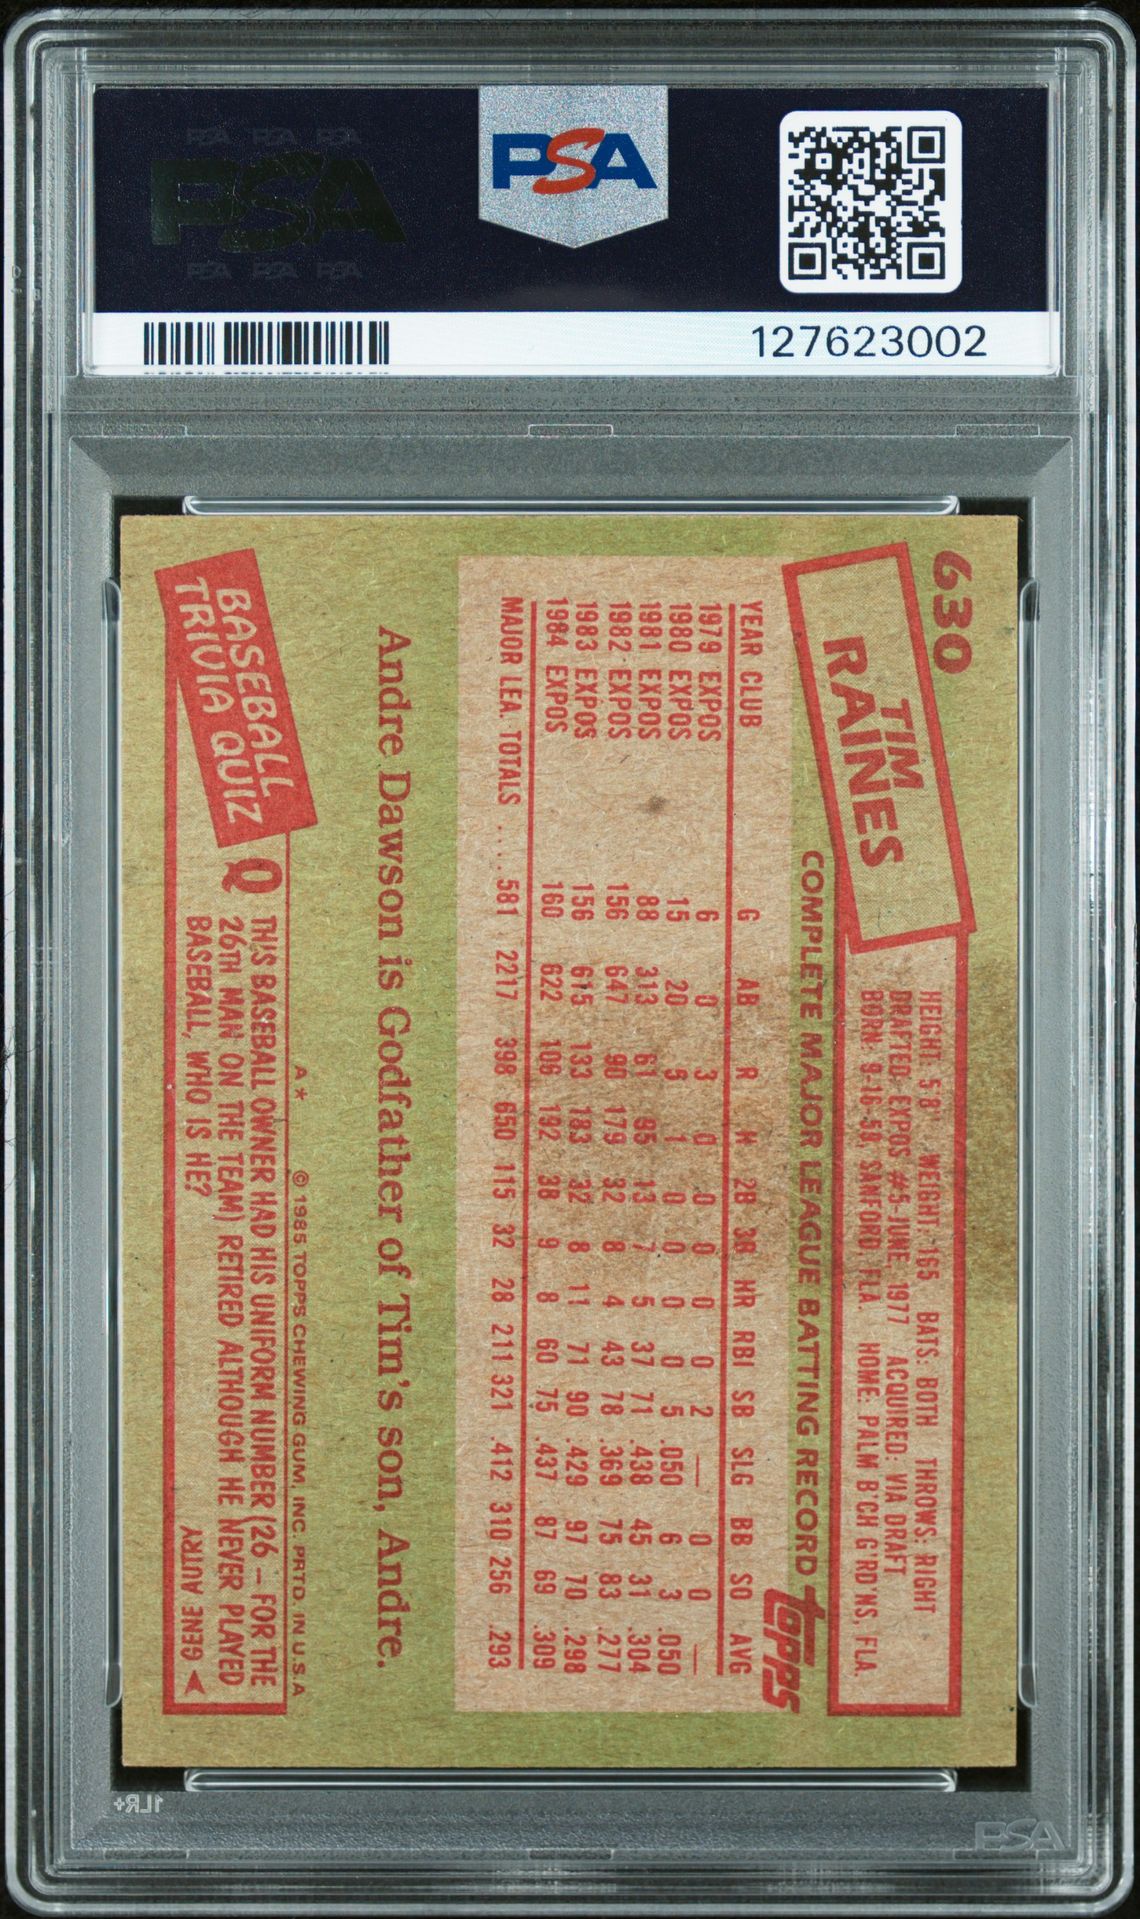 PSA PSA PSA
PSA
PSA PSA PSA
PSA
127623002
630
TIM
RAINES
HEIGHT: 5'8" WEIGHT: 165 BATS: BOTH THROWS: RIGHT
DRAFTED: EXPOS #5-JUNE, 1977 ACQUIRED: VIA DRAFT
BORN: 9-16-59, SANFORD, FLA. HOME: PALM B'CH G'RD'NS, FLA.
COMPLETE MAJOR LEAGUE BATTING RECORD
topps
YEAR CLUB G AB R H 2B 3B HR RBI SB SLG BB SO AVG
1979 EXPOS 6 0 3 0 0 0 0 0 2 — 0 0 —
1980 EXPOS 15 20 5 1 0 0 0 0 5 .050 6 3 .050
1981 EXPOS 88 313 61 95 13 7 5 37 71 .438 45 31 .304
1982 EXPOS 156 647 90 179 32 8 4 43 78 .369 75 83 .277
1983 EXPOS 156 615 133 183 32 8 11 71 90 .429 97 70 .298
1984 EXPOS 160 622 106 192 38 9 8 60 75 .437 87 69 .309
MAJOR LEA. TOTALS .... 581 2217 398 650 115 32 28 211 321 .412 310 256 .293
Andre Dawson is Godfather of Tim's son, Andre.
A* © 1985 TOPPS CHEWING GUM, INC. PRTD. IN U.S.A
BASEBALL
TRIVIA QUIZ
Q THIS BASEBALL OWNER HAD HIS UNIFORM NUMBER (26 – FOR THE
26TH MAN ON THE TEAM) RETIRED ALTHOUGH HE NEVER PLAYED
BASEBALL, WHO IS HE?
GENE AUTRY
1LR+
PSA